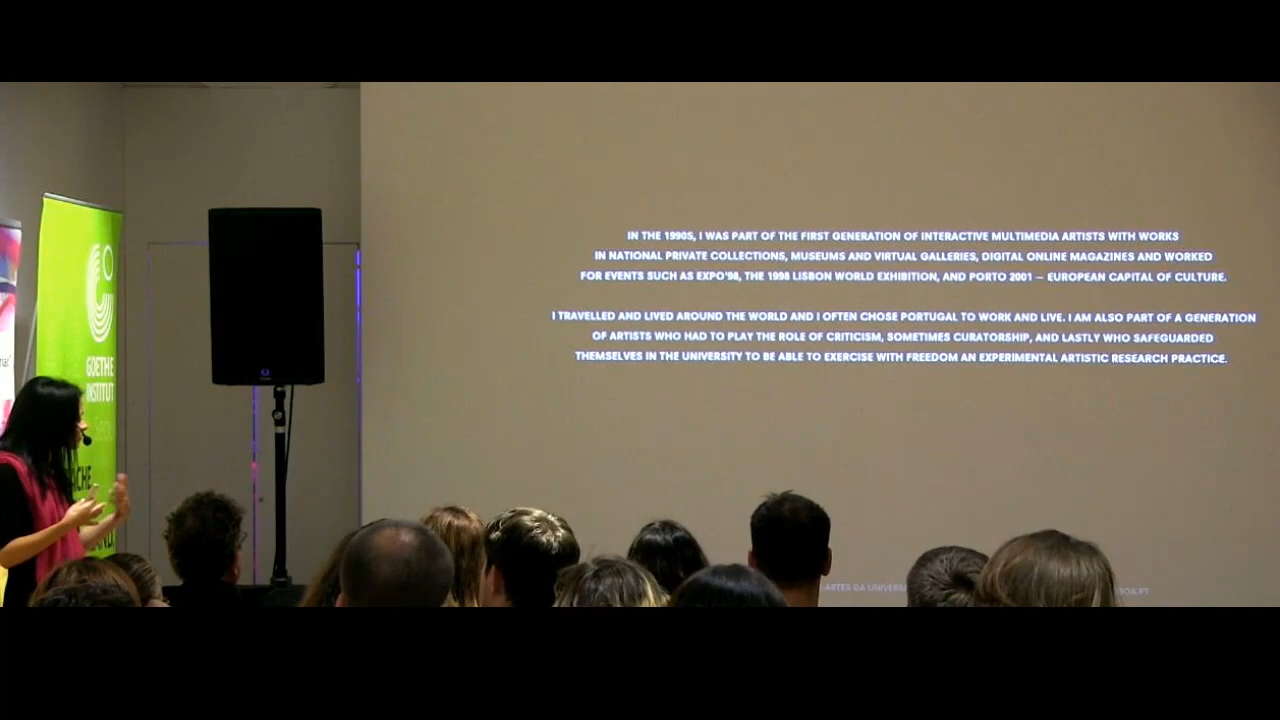 IN THE 1990S, I WAS PART OF THE FIRST GENERATION OF INTERACTIVE MULTIMEDIA ARTISTS WITH WORKS
IN NATIONAL PRIVATE COLLECTIONS, MUSEUMS AND VIRTUAL GALLERIES, DIGITAL ONLINE MAGAZINES AND WORKED
FOR EVENTS SUCH AS EXPO'98, THE 1998 LISBON WORLD EXHIBITION, AND PORTO 2001 – EUROPEAN CAPITAL OF CULTURE.
I TRAVELLED AND LIVED AROUND THE WORLD AND I OFTEN CHOSE PORTUGAL TO WORK AND LIVE. I AM ALSO PART OF A GENERATION
OF ARTISTS WHO HAD TO PLAY THE ROLE OF CRITICISM, SOMETIMES CURATORSHIP, AND LASTLY WHO SAFEGUARDED
THEMSELVES IN THE UNIVERSITY TO BE ABLE TO EXERCISE WITH FREEDOM AN EXPERIMENTAL ARTISTIC RESEARCH PRACTICE.
GOETHE
INSTITUT
ARTES DA